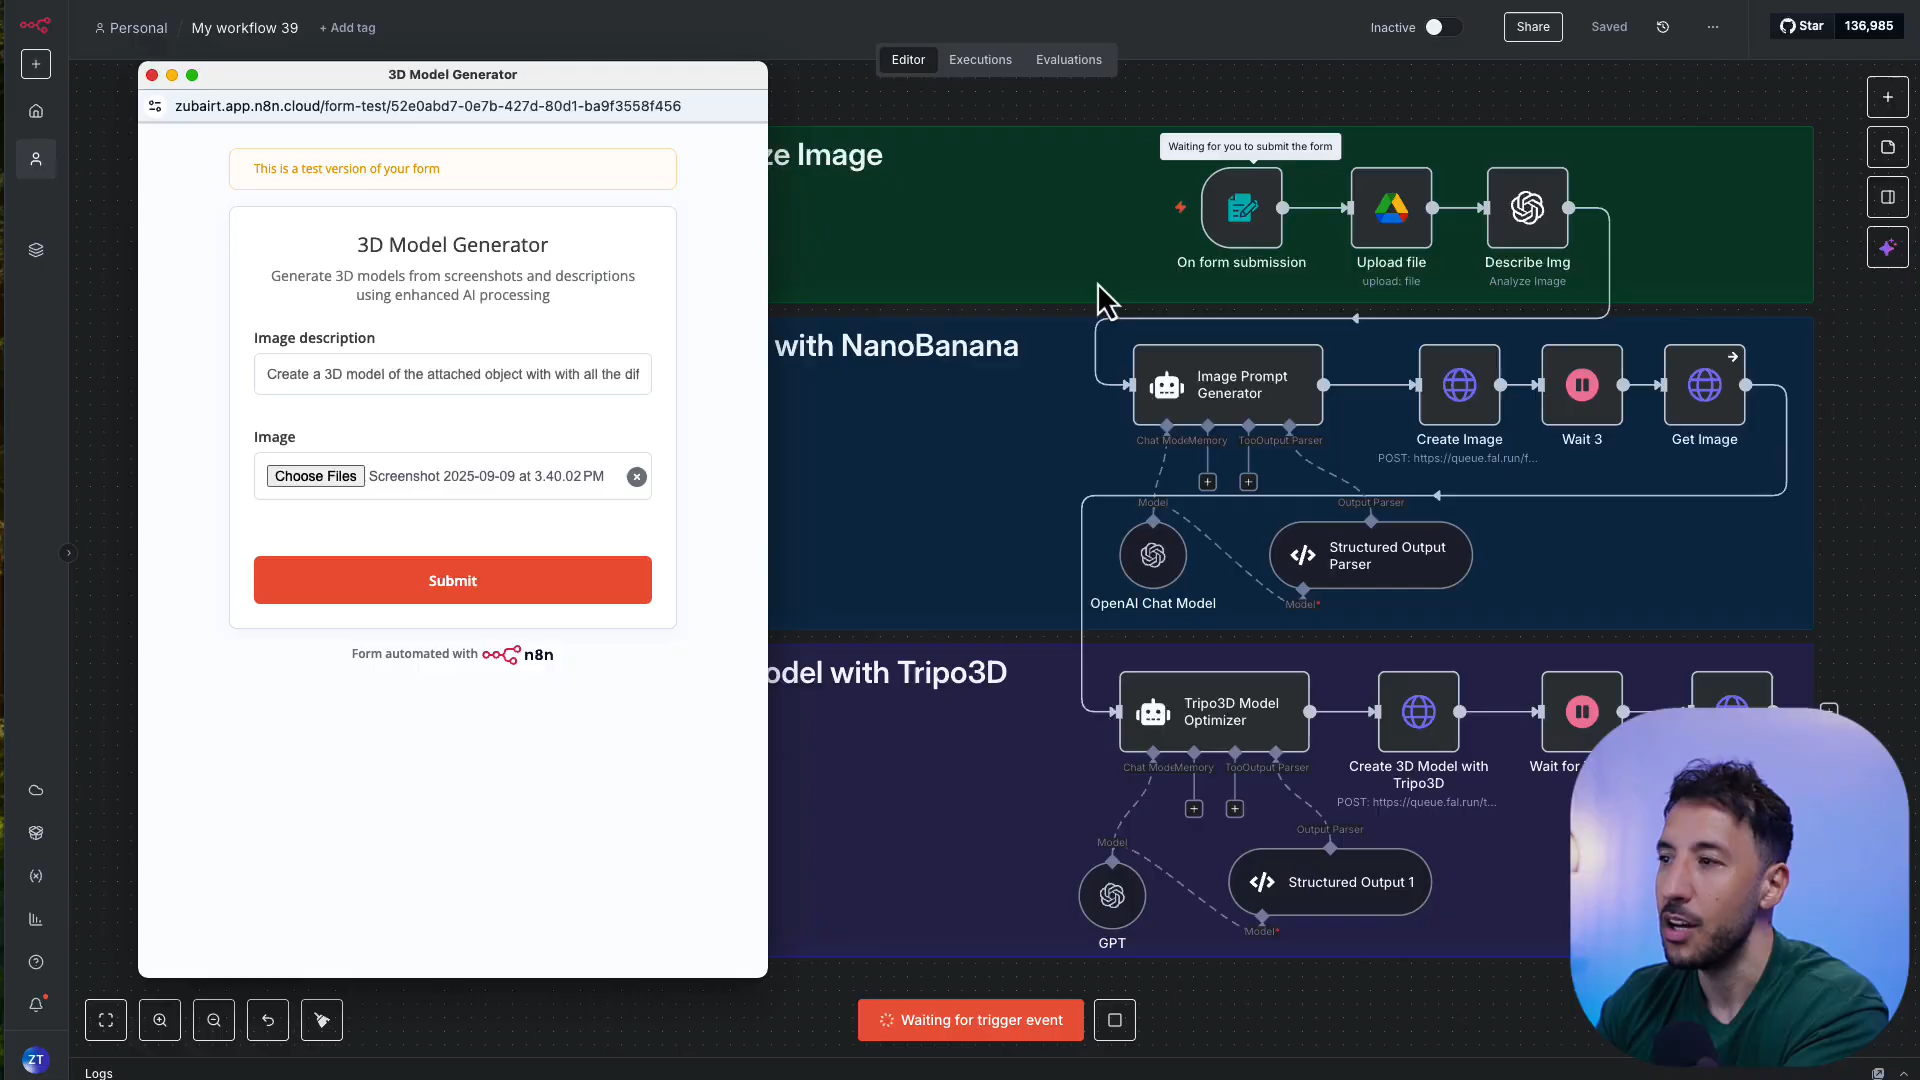 Personal / My workflow 39 + Add tag
Inactive
Share
Saved
Star 136,985
Editor
Executions
Evaluations
3D Model Generator
zubairt.app.n8n.cloud/form-test/52e0abd7-0e7b-427d-80d1-ba9f3558f456
This is a test version of your form
3D Model Generator
Generate 3D models from screenshots and descriptions
using enhanced AI processing
Image description
Create a 3D model of the attached object with with all the dif
Image
Choose Files Screenshot 2025-09-09 at 3.40.02 PM
Submit
Form automated with n8n
ze Image
Waiting for you to submit the form
On form submission
Upload file
upload: file
Describe Img
Analyze Image
with NanoBanana
Image Prompt
Generator
Chat Mode
Memory
Too
Output Parser
Create Image
POST: https://queue.fal.run/f...
Wait 3
Get Image
Model
Output Parser
OpenAI Chat Model
Structured Output
Parser
Model*
odel with Tripo3D
Tripo3D Model
Optimizer
Chat Mode
Memory
Too
Output Parser
Create 3D Model with
Tripo3D
POST: https://queue.fal.run/t...
Wait for
Model
Output Parser
GPT
Structured Output 1
Model*
Waiting for trigger event
ZT
Logs